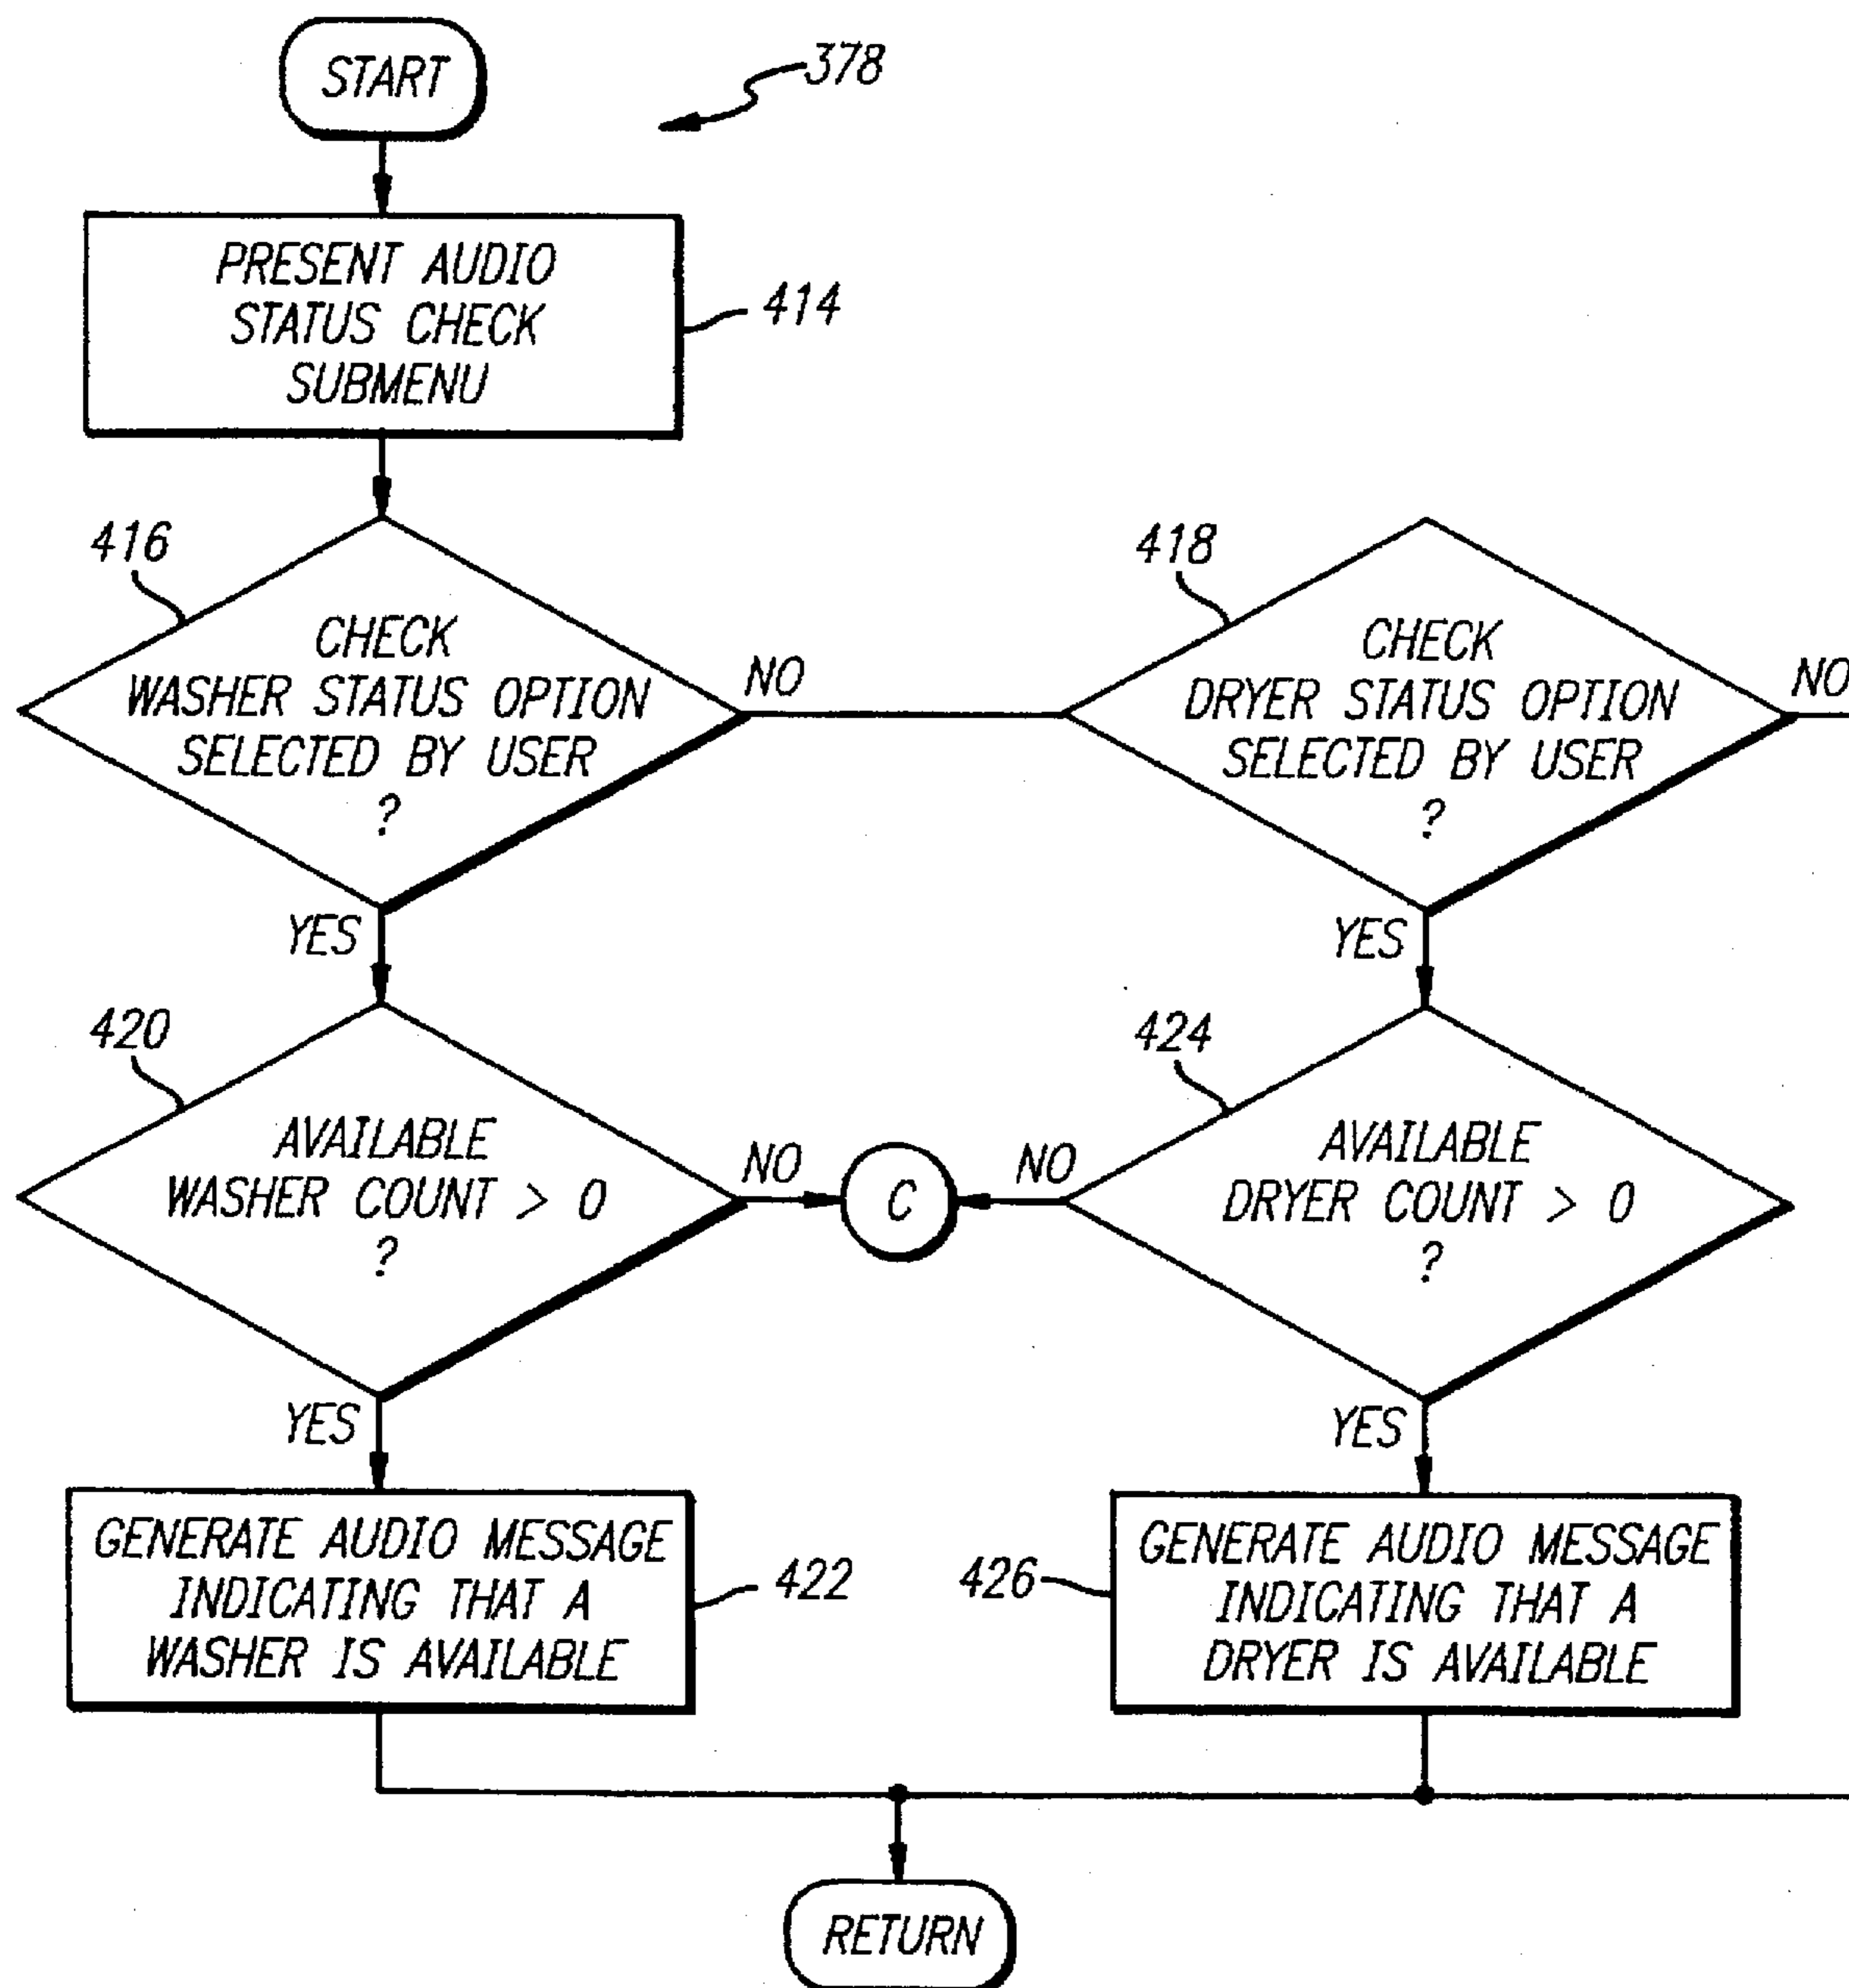 START
378
PRESENT AUDIO
STATUS CHECK
SUBMENU
414
416
CHECK
WASHER STATUS OPTION
SELECTED BY USER
?
NO
418
CHECK
DRYER STATUS OPTION
SELECTED BY USER
?
NO
YES
YES
420
AVAILABLE
WASHER COUNT > 0
?
NO
C
NO
424
AVAILABLE
DRYER COUNT > 0
?
YES
YES
GENERATE AUDIO MESSAGE
INDICATING THAT A
WASHER IS AVAILABLE
422
426
GENERATE AUDIO MESSAGE
INDICATING THAT A
DRYER IS AVAILABLE
RETURN